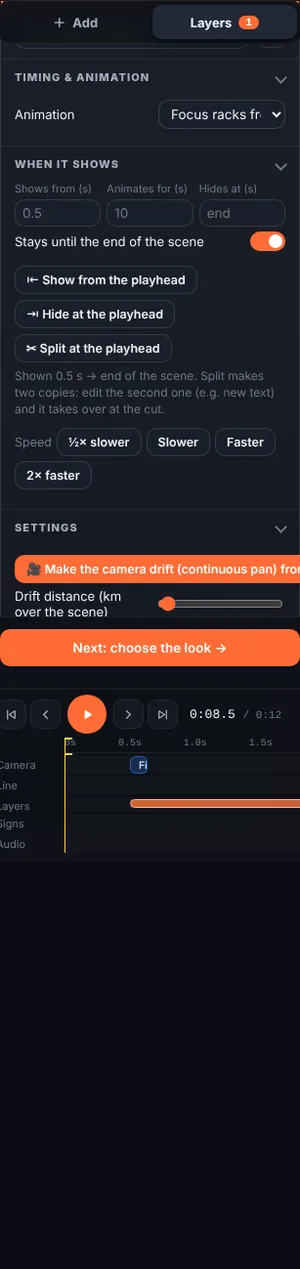 + Add
Layers 1
TIMING & ANIMATION
Animation
Focus racks fr
WHEN IT SHOWS
Shows from (s) Animates for (s) Hides at (s)
0.5 10 end
Stays until the end of the scene
⇤ Show from the playhead
⇥ Hide at the playhead
✂ Split at the playhead
Shown 0.5 s → end of the scene. Split makes
two copies: edit the second one (e.g. new text)
and it takes over at the cut.
Speed ½× slower Slower Faster
2× faster
SETTINGS
🎥 Make the camera drift (continuous pan) fro
Drift distance (km
over the scene)
Next: choose the look →
0:08.5 / 0:12
0s 0.5s 1.0s 1.5s
Camera Fi
Line
Layers
Signs
Audio